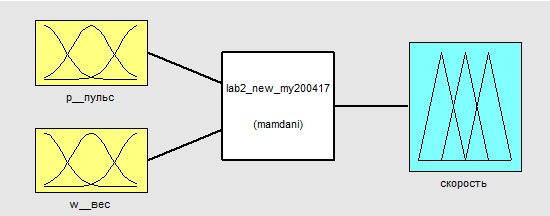 p__пульс
lab2_new_my200417
(mamdani)
w__вес
скорость